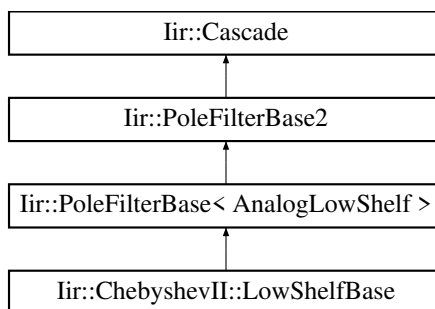 Iir::Cascade
Iir::PoleFilterBase2
Iir::PoleFilterBase< AnalogLowShelf >
Iir::ChebyshevII::LowShelfBase